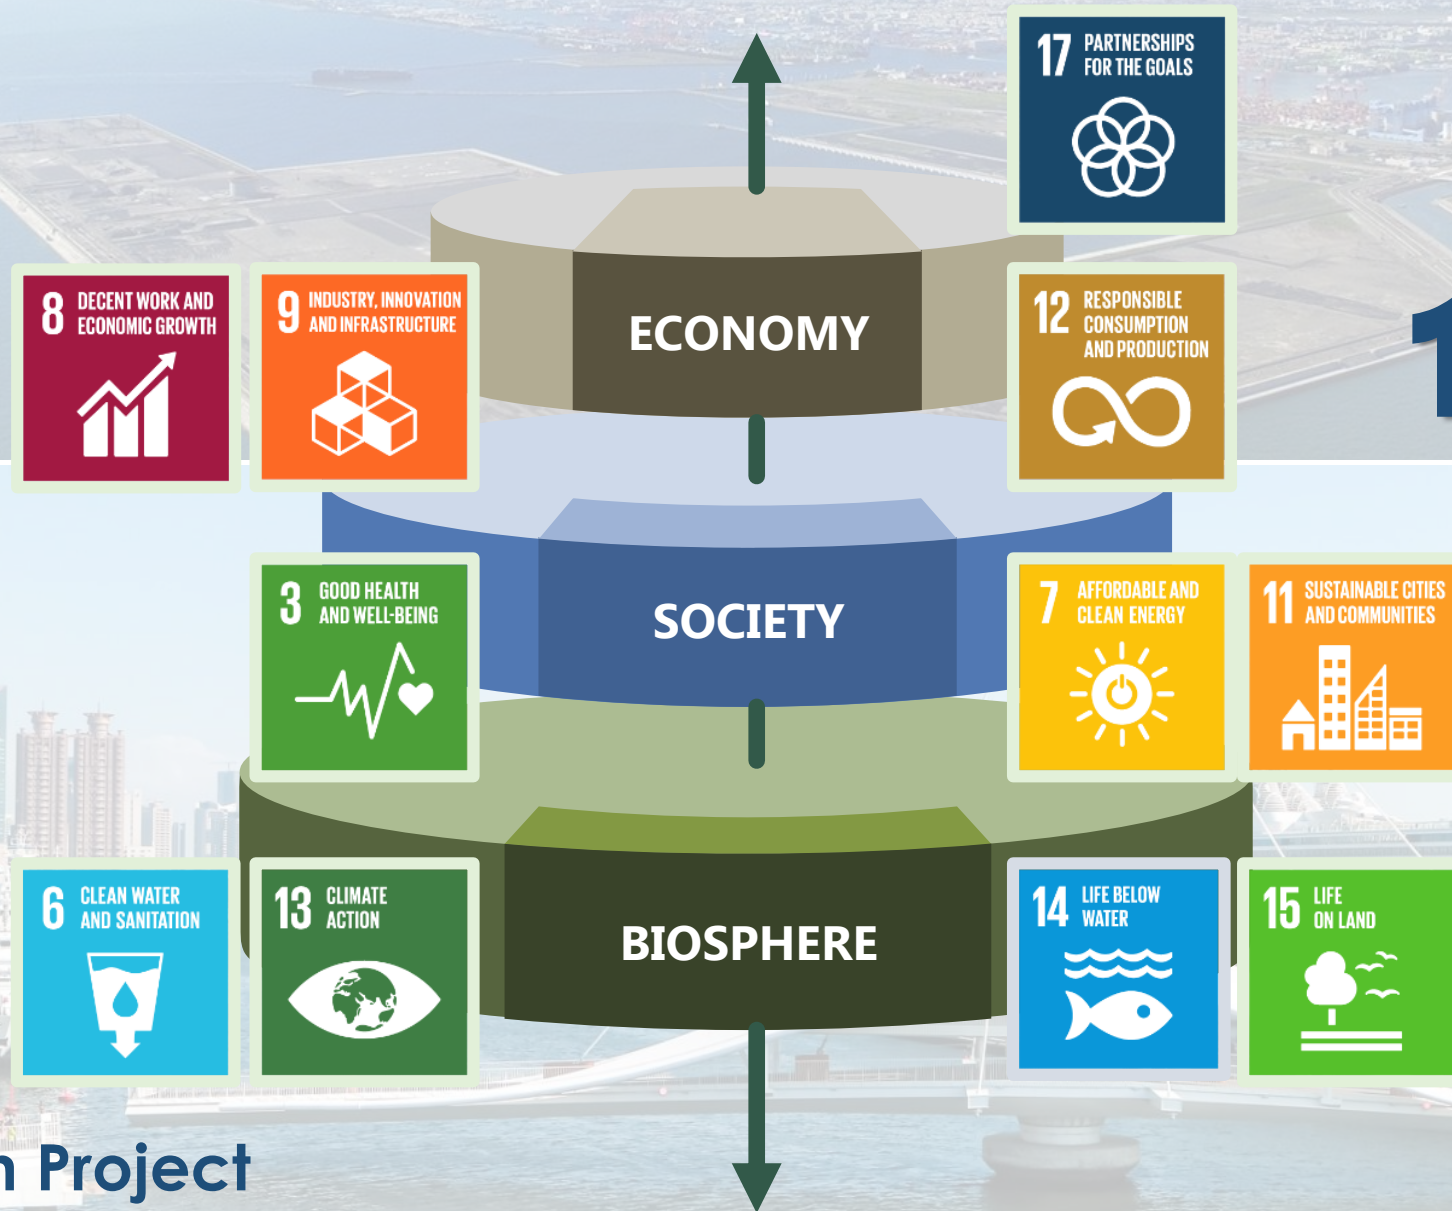 17 PARTNERSHIPS
FOR THE GOALS
8 DECENT WORK AND
ECONOMIC GROWTH
9 INDUSTRY, INNOVATION
AND INFRASTRUCTURE
ECONOMY
12 RESPONSIBLE
CONSUMPTION
AND PRODUCTION
3 GOOD HEALTH
AND WELL-BEING
SOCIETY
7 AFFORDABLE AND
CLEAN ENERGY
11 SUSTAINABLE CITIES
AND COMMUNITIES
6 CLEAN WATER
AND SANITATION
13 CLIMATE
ACTION
BIOSPHERE
14 LIFE BELOW
WATER
15 LIFE
ON LAND
Project